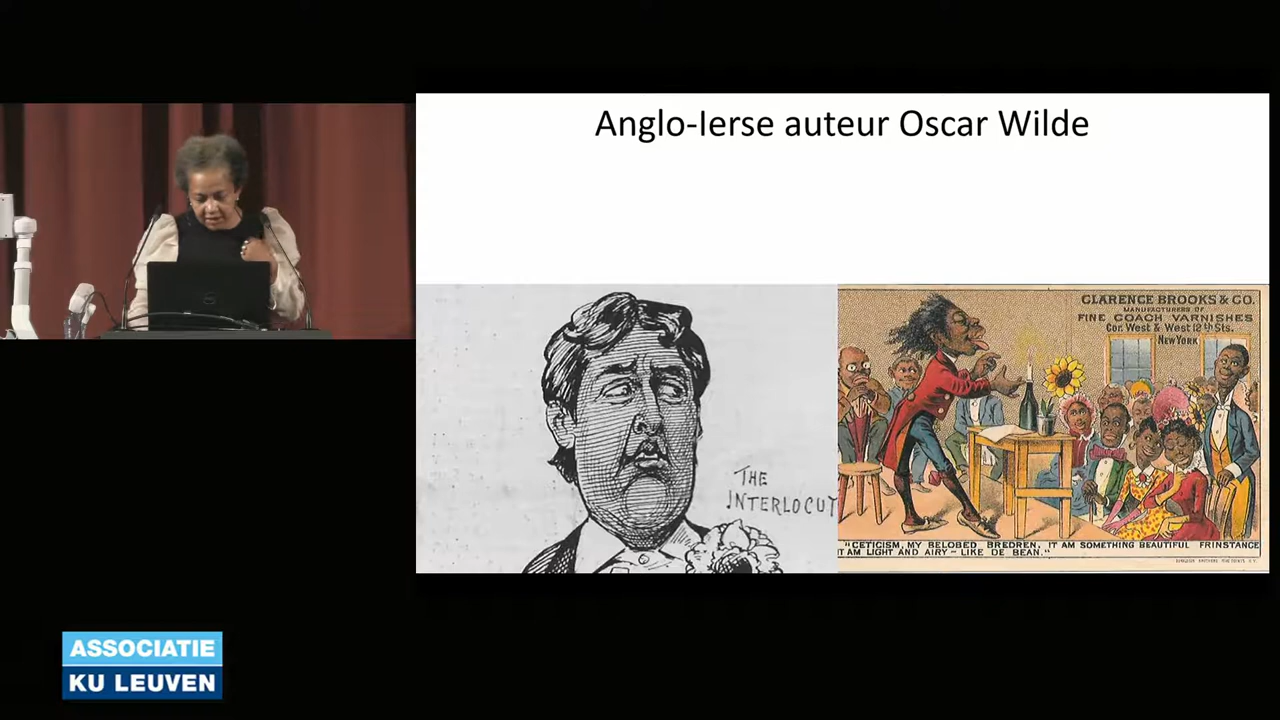 Anglo-Ierse auteur Oscar Wilde
THE
INTERLOCUT
CLARENCE BROOKS & CO.
MANUFACTURERS OF
FINE COACH VARNISHES
Cor. West & West 12th Sts.
NEW YORK
"CETICISM, MY BELOBED BREDREN, IT AM SOMETHING BEAUTIFUL FRINSTANCE
IT AM LIGHT AND AIRY – LIKE DE BEAN."
ASSOCIATIE
KU LEUVEN